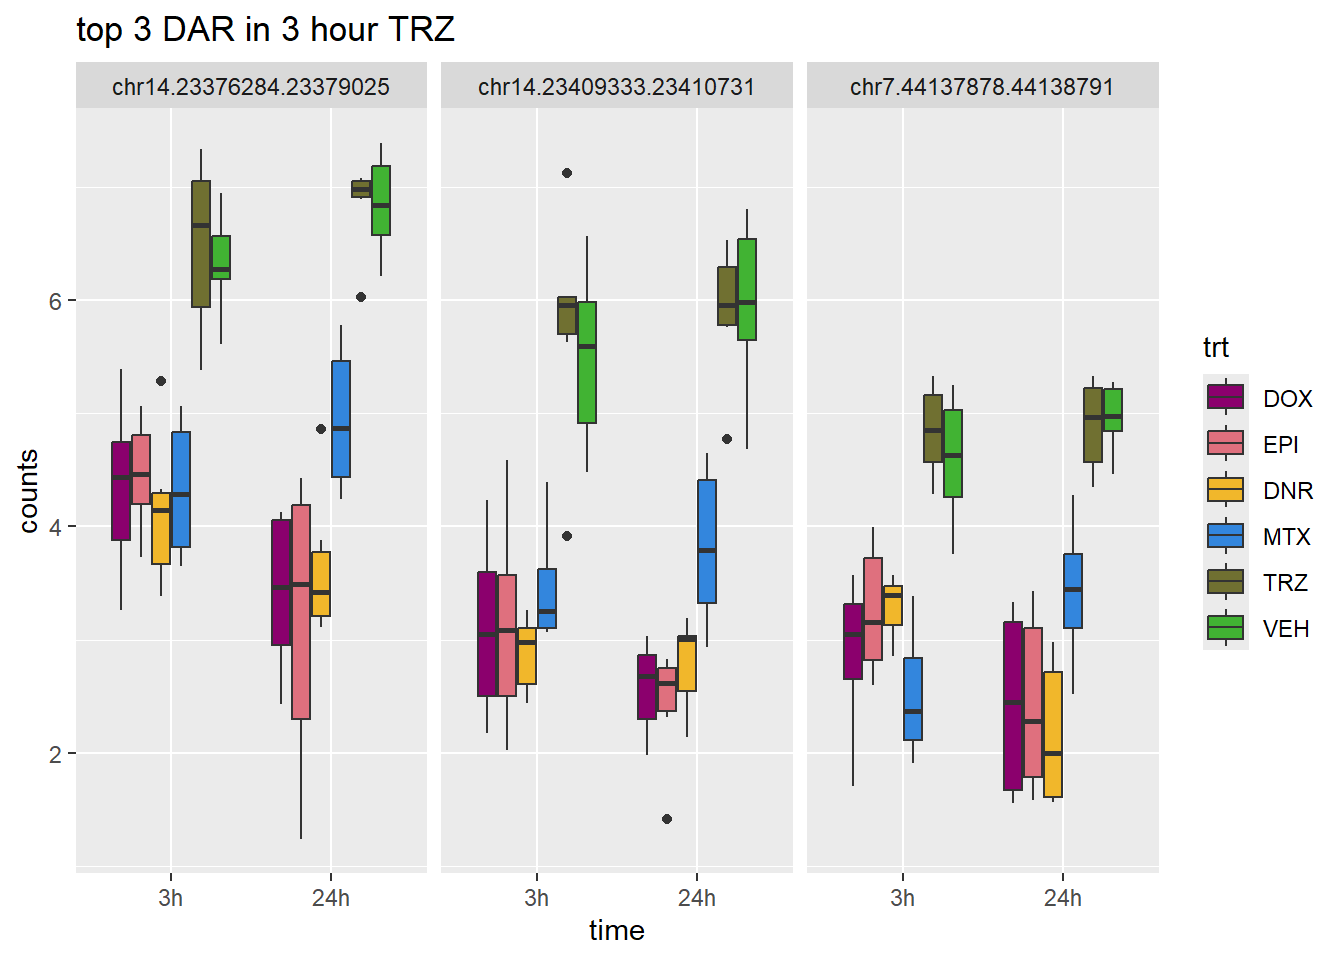 top 3 DAR in 3 hour TRZ
chr14.23376284.23379025
chr14.23409333.23410731
chr7.44137878.44138791
counts
6
4
2
3h
24h
3h
24h
3h
24h
time
trt
DOX
EPI
DNR
MTX
TRZ
VEH